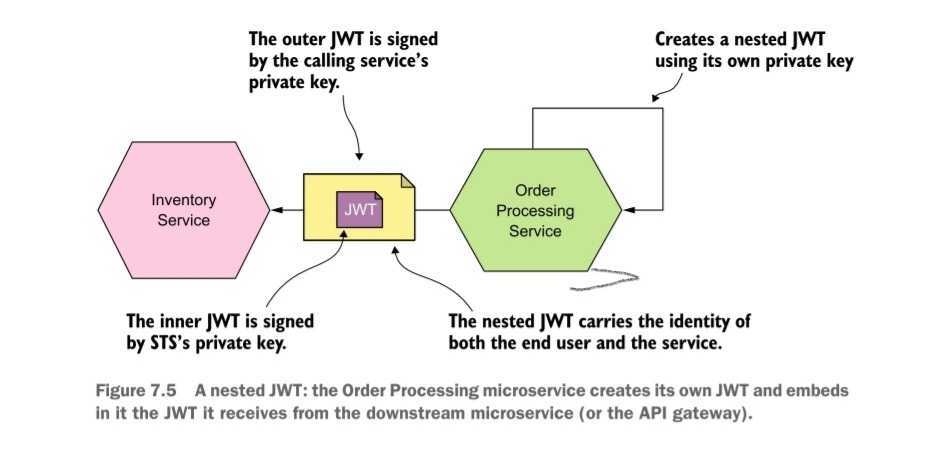 The outer JWT is signed
by the calling service's
private key.
Creates a nested JWT
using its own private key
Inventory
Service
JWT
Order
Processing
Service
The inner JWT is signed
by STS's private key.
The nested JWT carries the identity of
both the end user and the service.
Figure 7.5 A nested JWT: the Order Processing microservice creates its own JWT and embeds
in it the JWT it receives from the downstream microservice (or the API gateway).